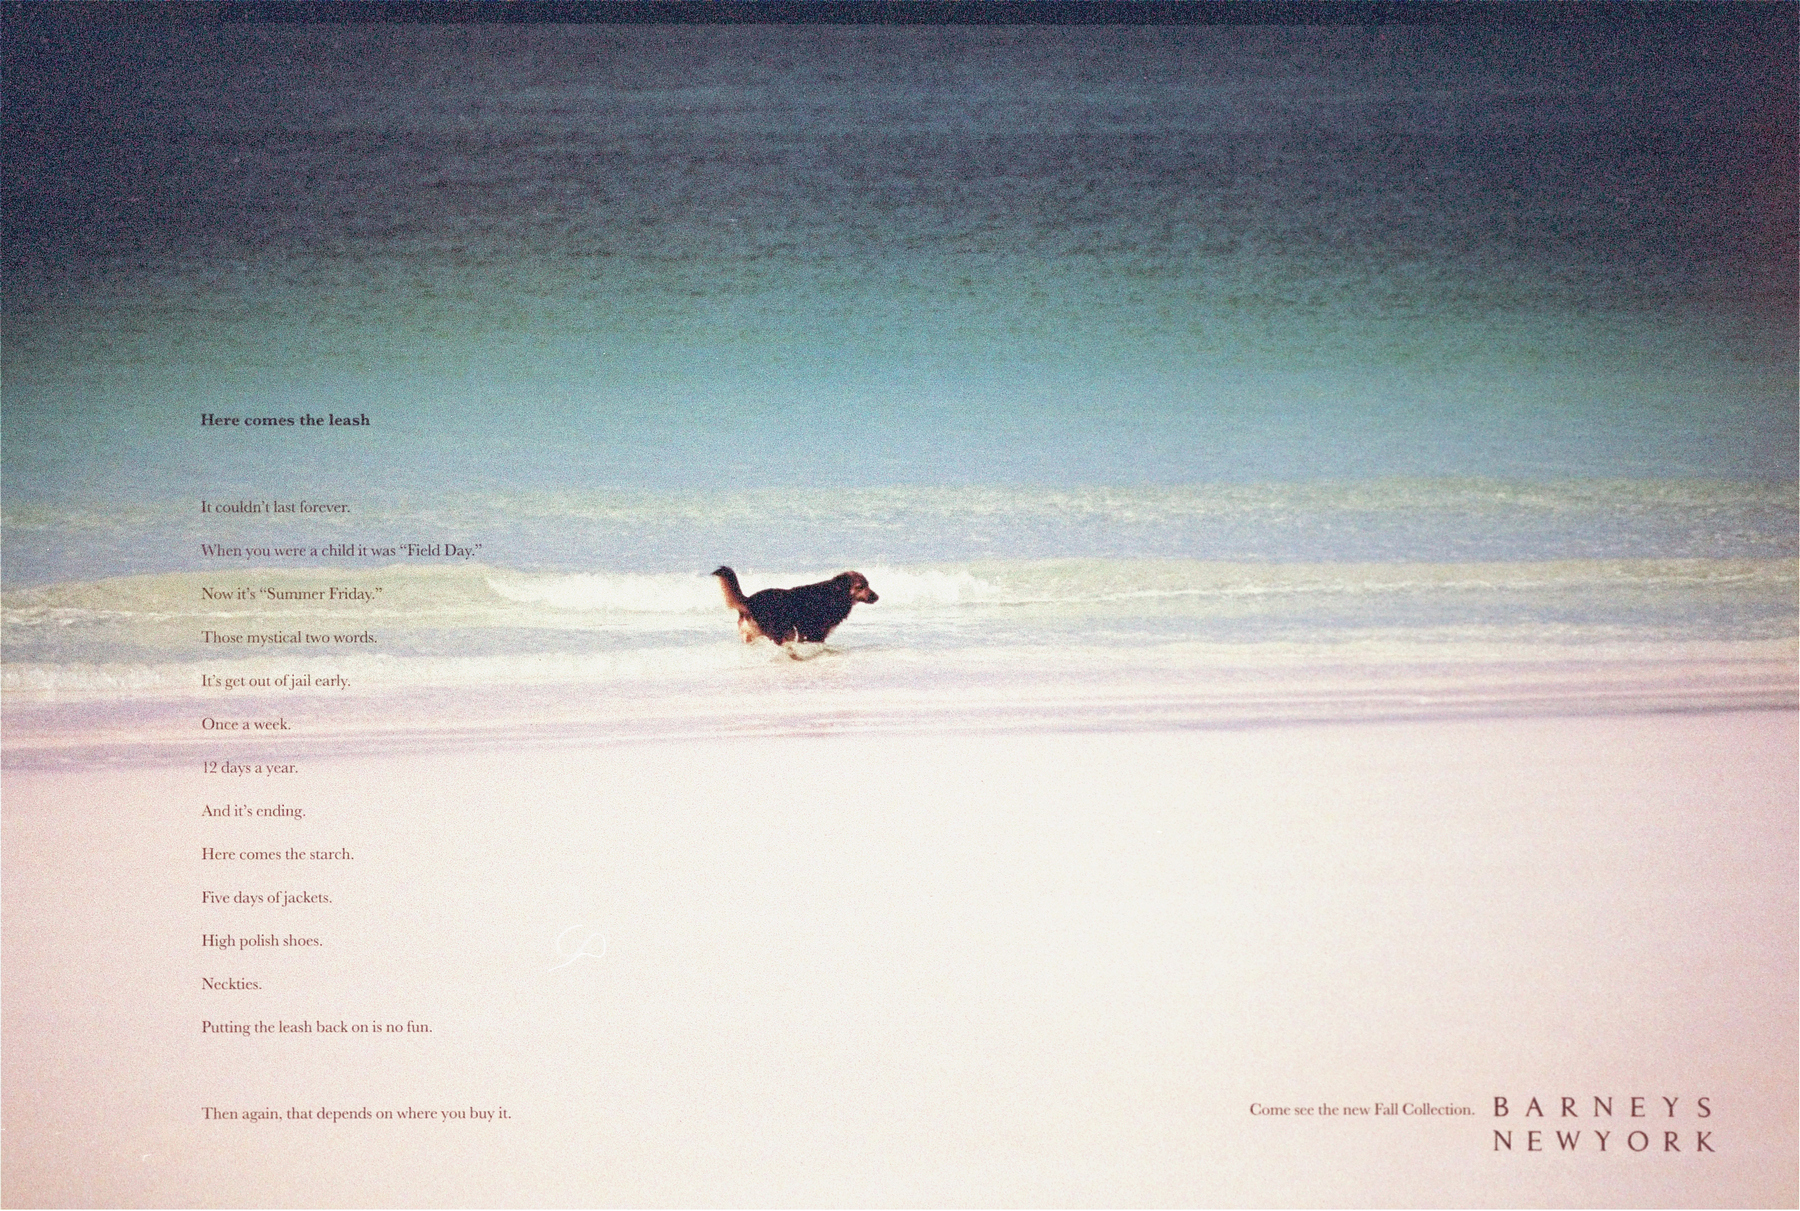 Here comes the leash
It couldn’t last forever.
When you were a child it was “Field Day.”
Now it’s “Summer Friday.”
Those mystical two words.
It’s get out of jail early.
Once a week.
12 days a year.
And it’s ending.
Here comes the starch.
Five days of jackets.
High polish shoes.
Neckties.
Putting the leash back on is no fun.
Then again, that depends on where you buy it.
Come see the new Fall Collection.
BARNEYS
NEWYORK